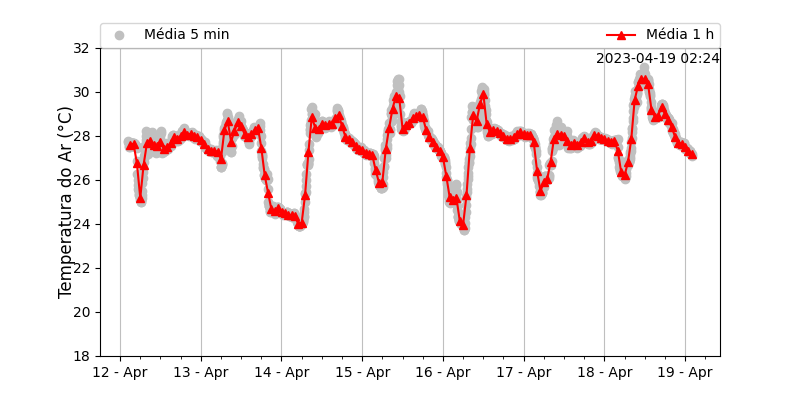 Média 5 min
Média 1 h
2023-04-19 02:24
Temperatura do Ar (°C)
32
30
28
26
24
22
20
18
12 - Apr
13 - Apr
14 - Apr
15 - Apr
16 - Apr
17 - Apr
18 - Apr
19 - Apr